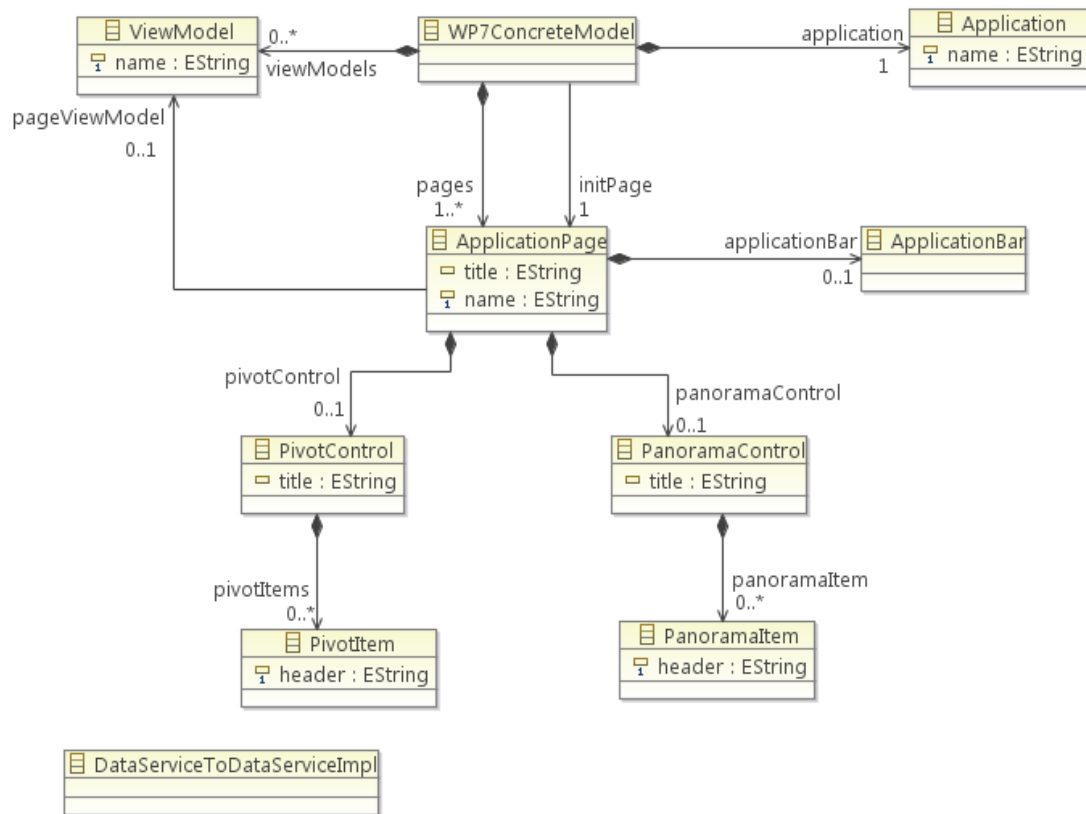 ViewModel
name : EString
0..*
viewModels
WP7ConcreteModel
application
1
Application
name : EString
pageViewModel
0..1
pages
1..*
initPage
1
ApplicationPage
title : EString
name : EString
applicationBar
0..1
ApplicationBar
pivotControl
0..1
panoramaControl
0..1
PivotControl
title : EString
PanoramaControl
title : EString
pivotItems
0..*
panoramaItem
0..*
PivotItem
header : EString
PanoramaItem
header : EString
DataServiceToDataServiceImpl